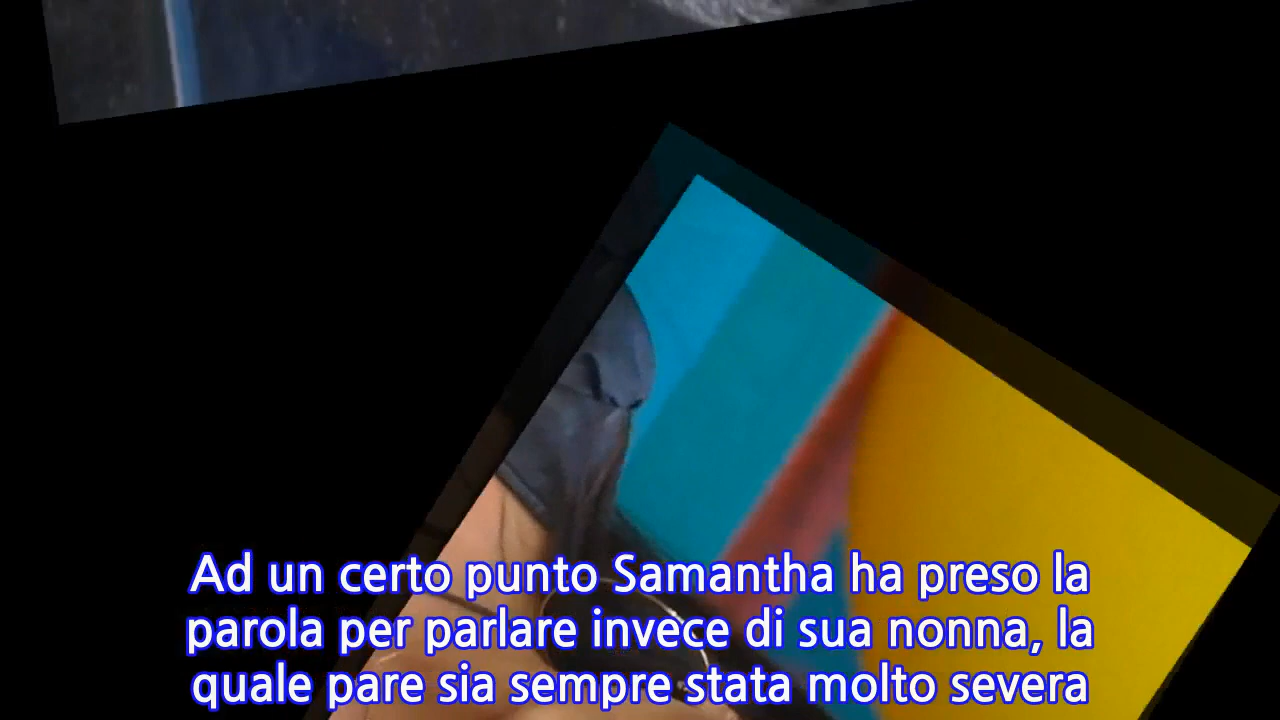 Ad un certo punto Samantha ha preso la
parola per parlare invece di sua nonna, la
quale pare sia sempre stata molto severa